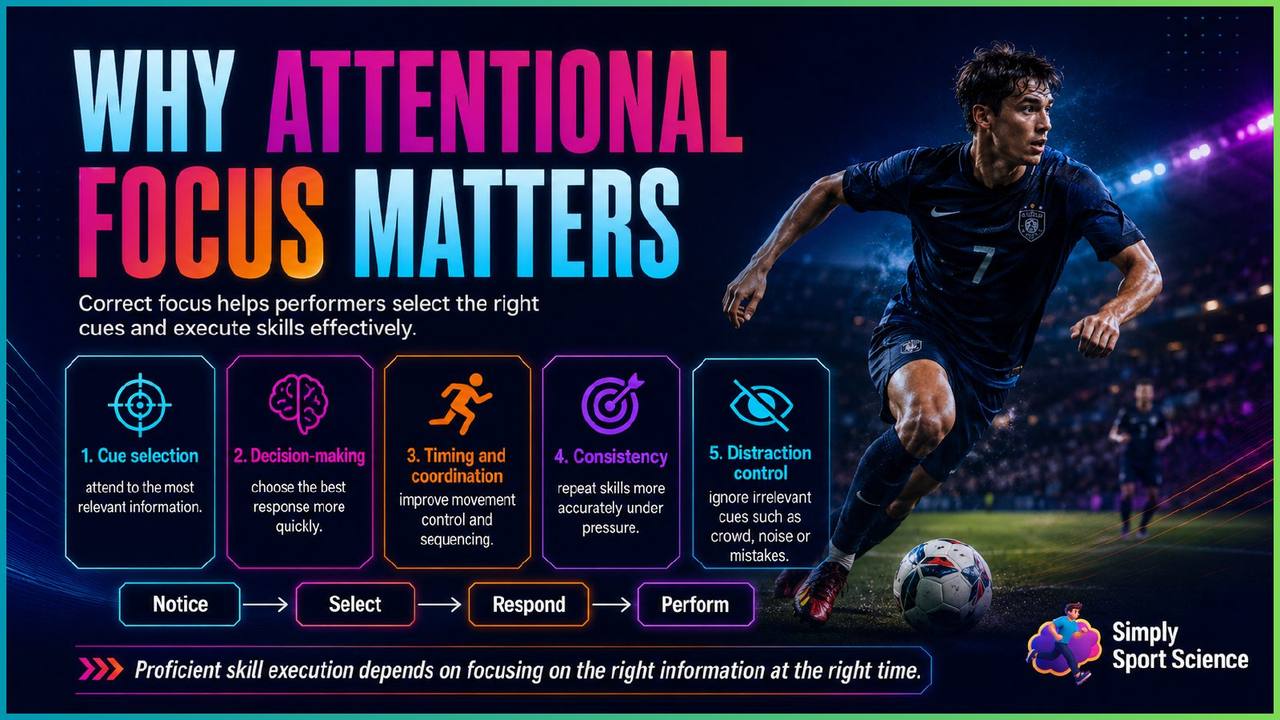 WHY ATTENTIONAL
FOCUS MATTERS
Correct focus helps performers select the right
cues and execute skills effectively.
1. Cue selection
attend to the most
relevant information.
2. Decision-making
choose the best
response more
quickly.
3. Timing and
coordination
improve movement
control and
sequencing.
4. Consistency
repeat skills more
accurately under
pressure.
5. Distraction
control
ignore irrelevant
cues such as
crowd, noise or
mistakes.
Notice
Select
Respond
Perform
Proficient skill execution depends on focusing on the right information at the right time.
7
Simply
Sport Science